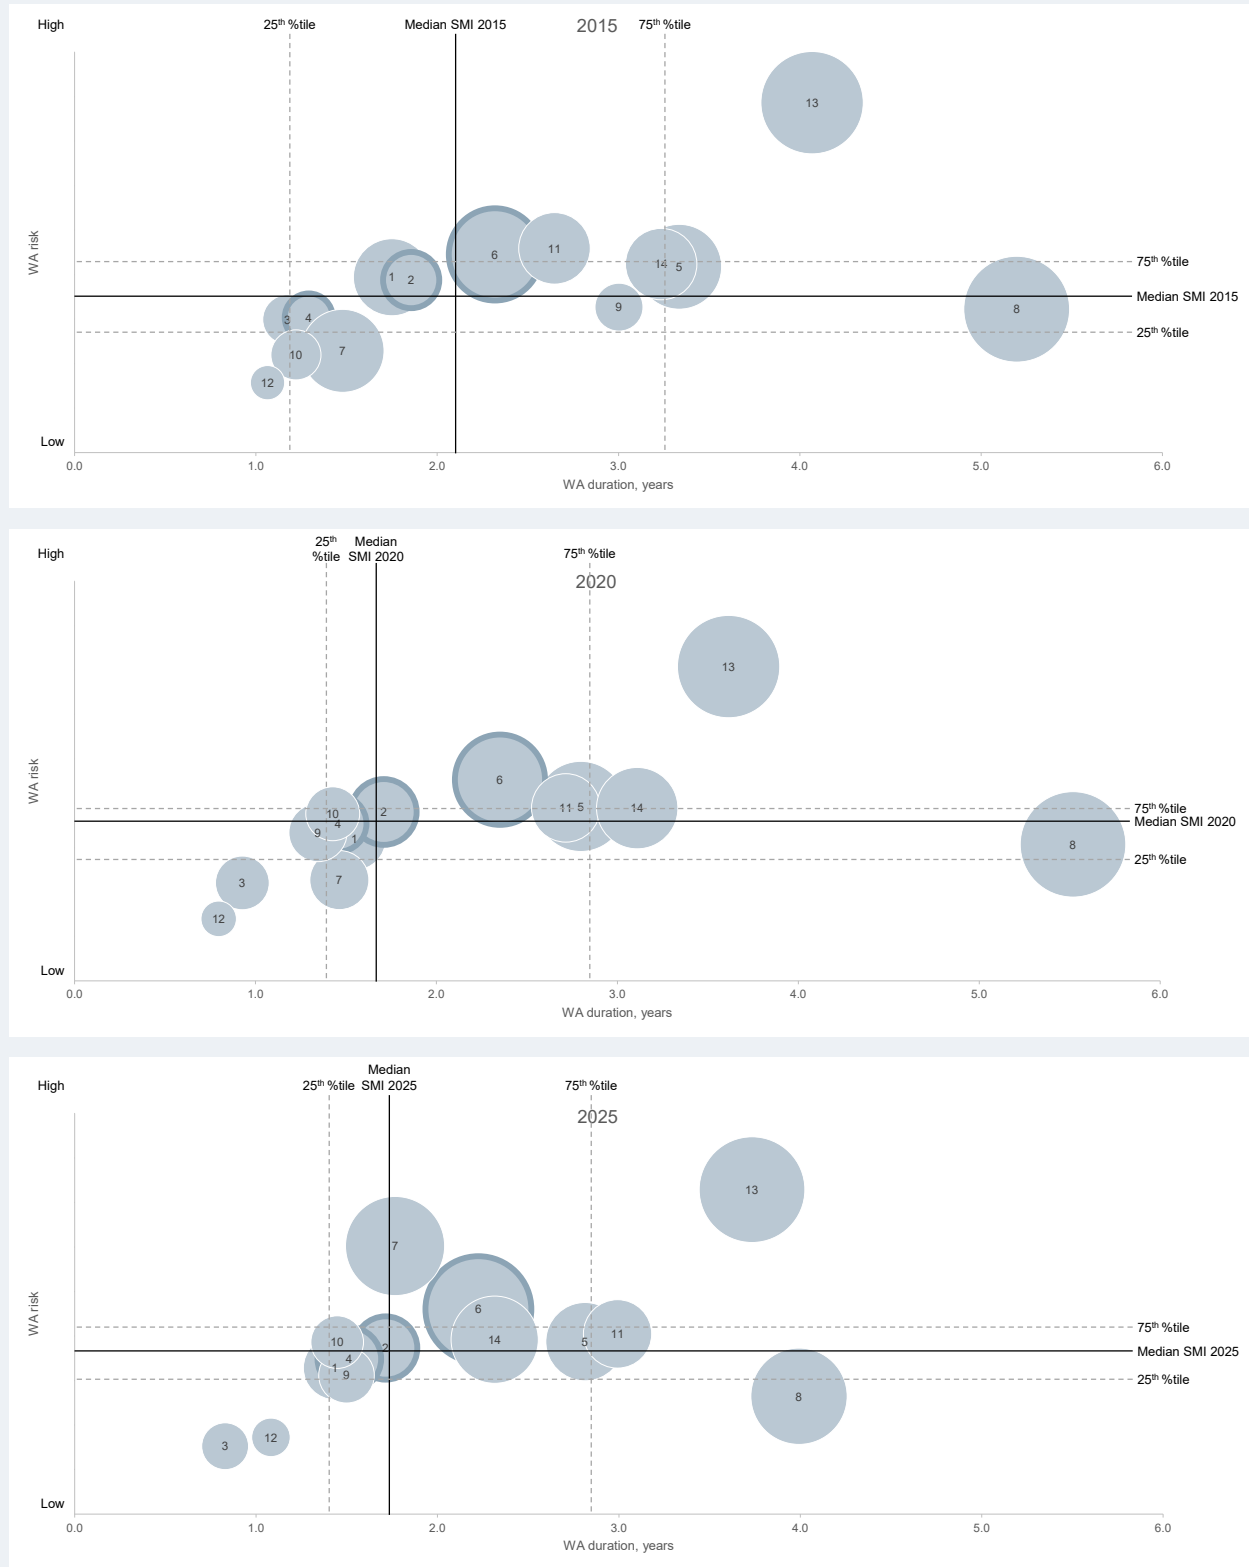 High
25th %tile
Median SMI 2015
2015
75th %tile
13
WA risk
6
11
14
5
75th %tile
1
2
Median SMI 2015
9
8
3
4
25th %tile
10
7
12
Low
0.0 1.0 2.0 3.0 4.0 5.0 6.0
WA duration, years
High
25th
%tile
Median
SMI 2020
75th %tile
2020
13
WA risk
6
11
5
14
75th %tile
10
2
4
Median SMI 2020
9
1
8
25th %tile
3
7
12
Low
0.0 1.0 2.0 3.0 4.0 5.0 6.0
WA duration, years
High
25th %tile
Median
SMI 2025
75th %tile
2025
13
7
WA risk
6
14
5
11
75th %tile
10
2
Median SMI 2025
4
1
9
25th %tile
8
3
12
Low
0.0 1.0 2.0 3.0 4.0 5.0 6.0
WA duration, years